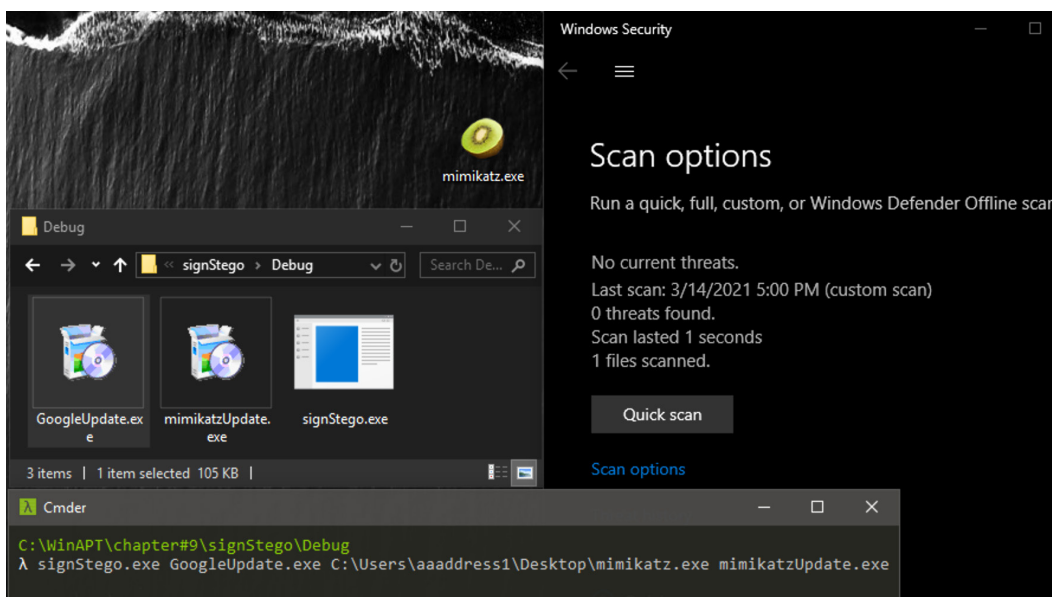 mimikatz.exe
Debug
signStego > Debug
Search De...
GoogleUpdate.ex
e
mimikatzUpdate.
exe
signStego.exe
3 items | 1 item selected 105 KB |
Windows Security
Scan options
Run a quick, full, custom, or Windows Defender Offline scan
No current threats.
Last scan: 3/14/2021 5:00 PM (custom scan)
0 threats found.
Scan lasted 1 seconds
1 files scanned.
Quick scan
Scan options
λ Cmder
C:\WinAPT\chapter#9\signStego\Debug
λ signStego.exe GoogleUpdate.exe C:\Users\aaaddress1\Desktop\mimikatz.exe mimikatzUpdate.exe